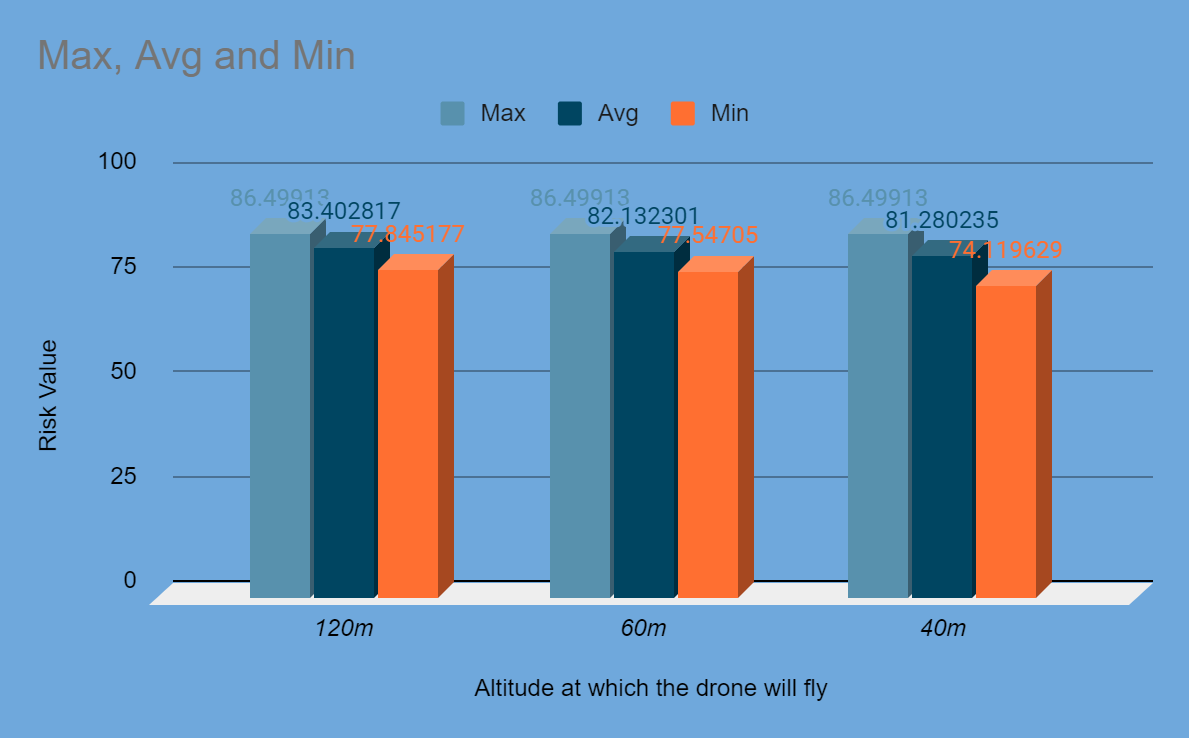 Max, Avg and Min
Max Avg Min
100
86.49913 86.49913 86.49913
83.402817 82.132301 81.280235
77.845177 77.54705 74.119629
75
50
Risk Value
25
0
120m 60m 40m
Altitude at which the drone will fly